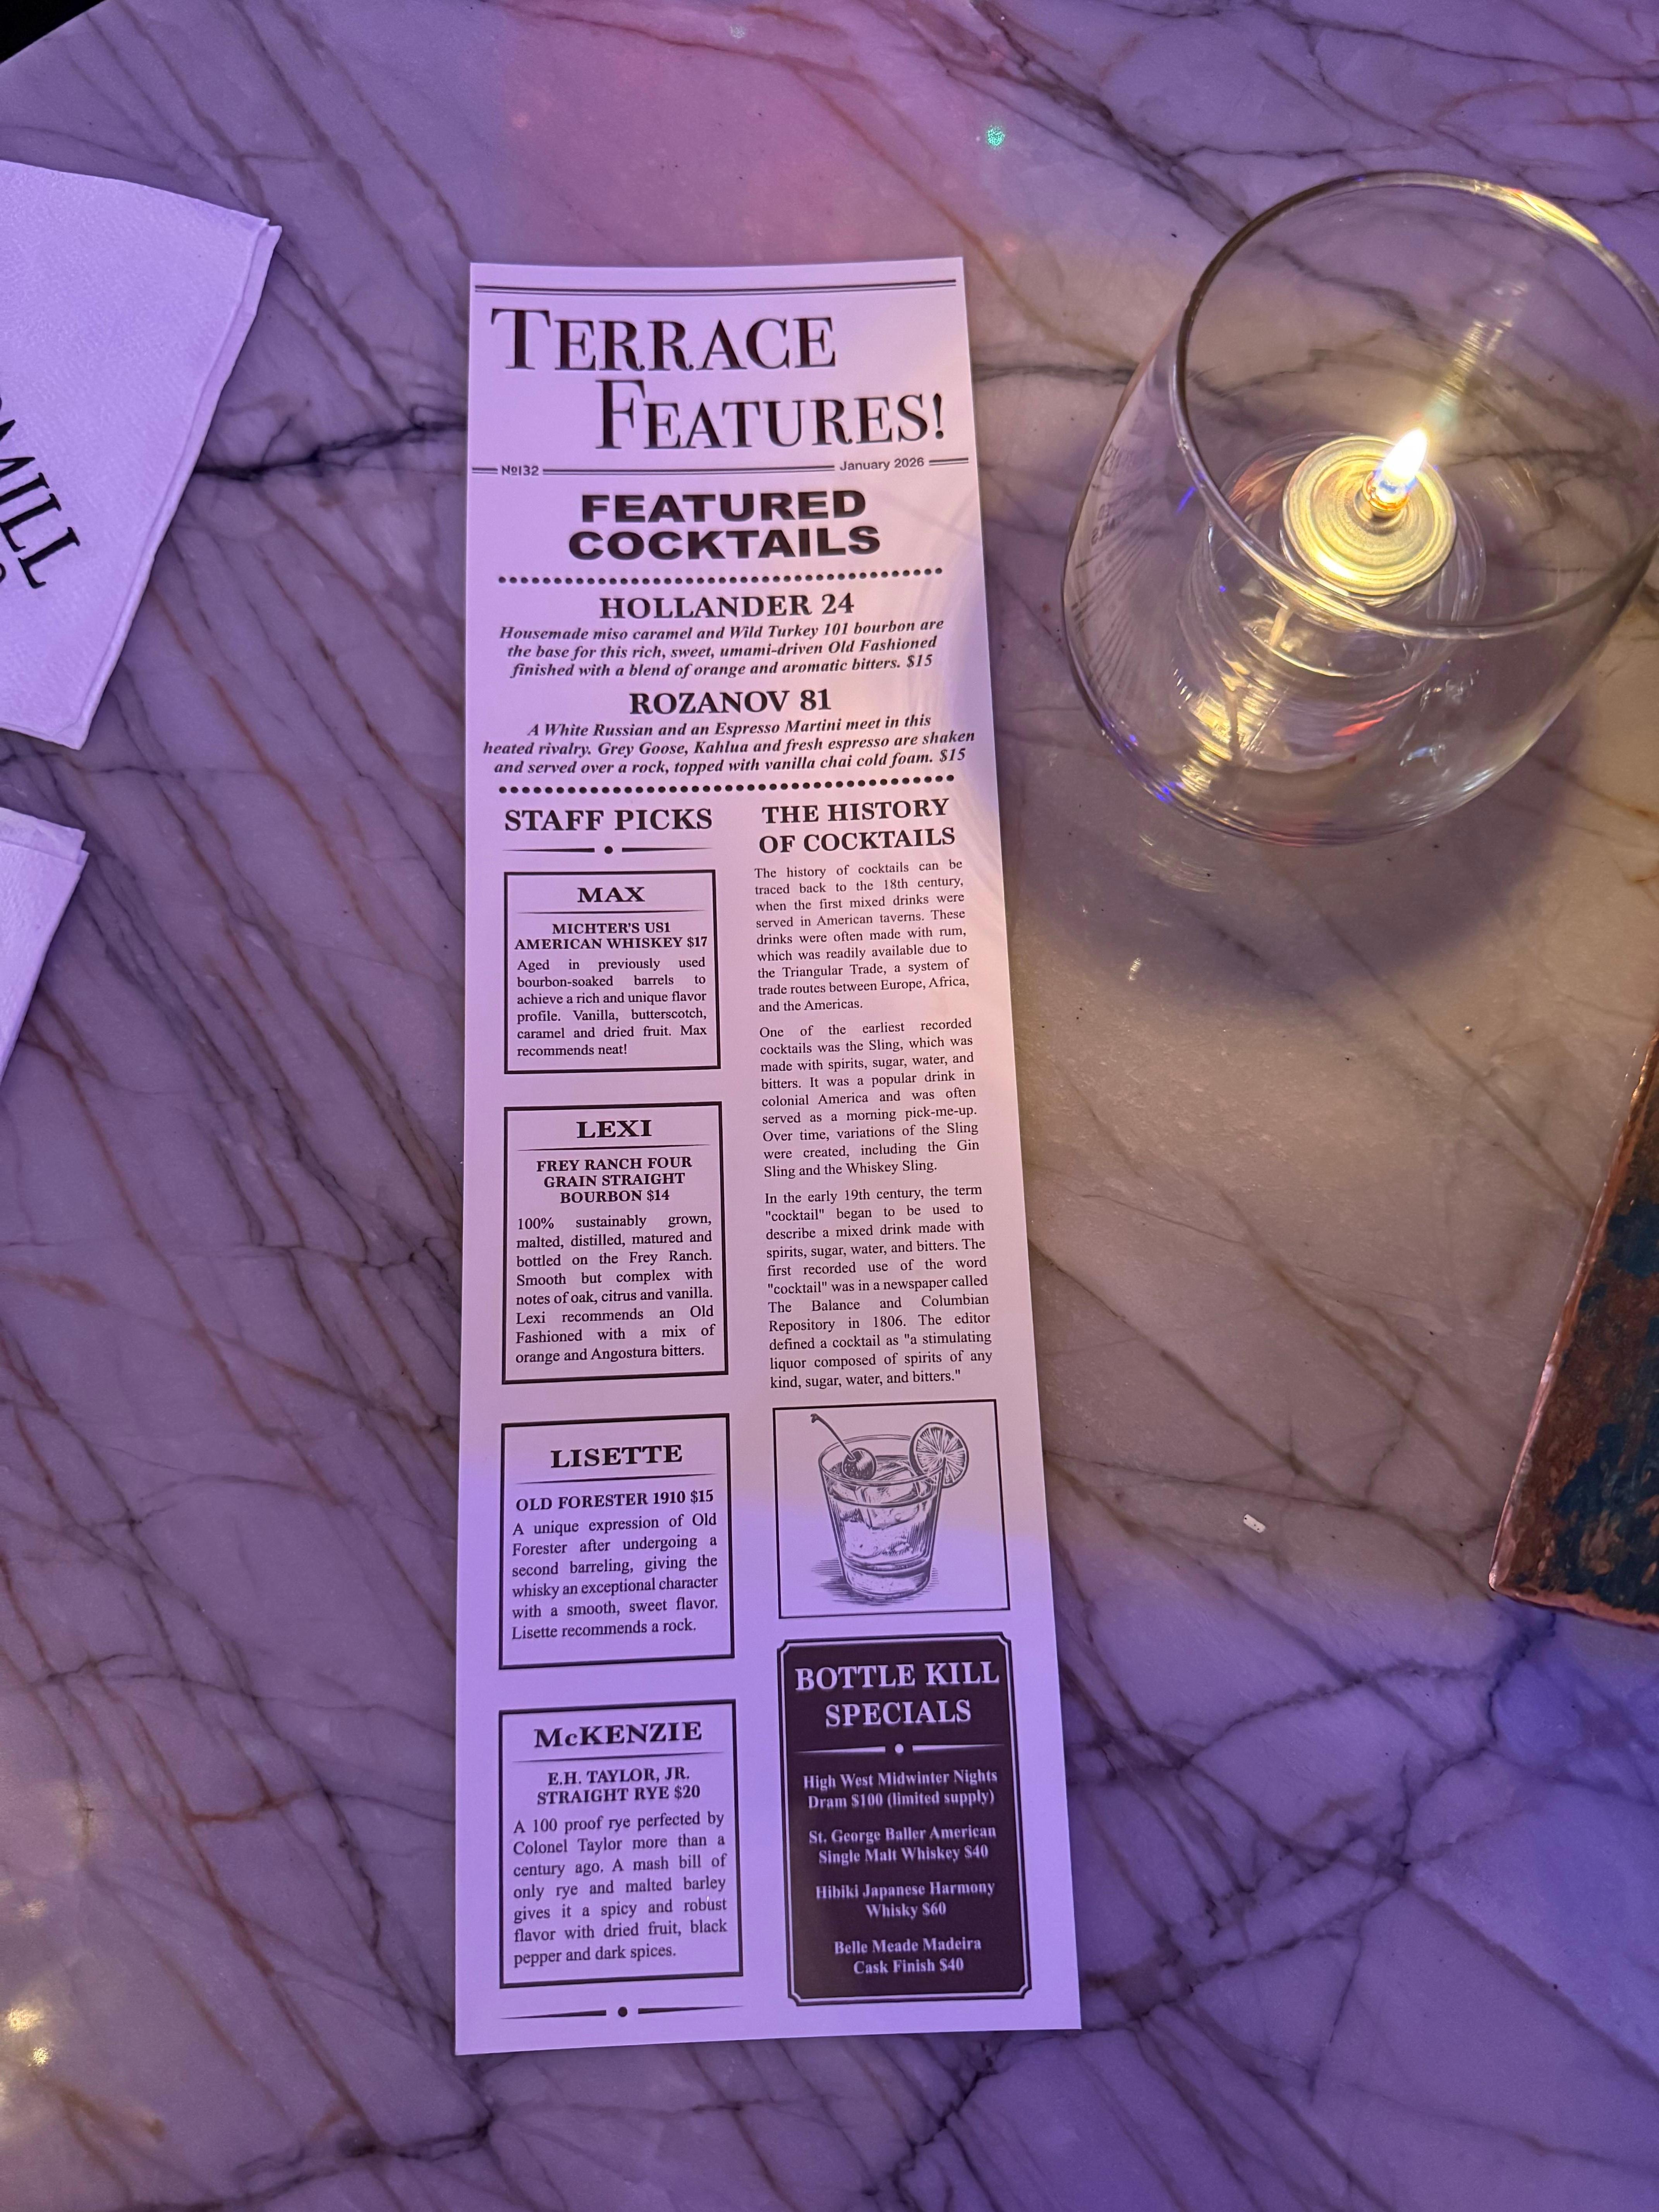 TERRACE
FEATURES!
№132
January 2026
FEATURED
COCKTAILS
HOLLANDER 24
Housemade miso caramel and Wild Turkey 101 bourbon are
the base for this rich, sweet, umami-driven Old Fashioned
finished with a blend of orange and aromatic bitters. $15
ROZANOV 81
A White Russian and an Espresso Martini meet in this
heated rivalry. Grey Goose, Kahlua and fresh espresso are shaken
and served over a rock, topped with vanilla chai cold foam. $15
STAFF PICKS
MAX
MICHTER'S US1
AMERICAN WHISKEY $17
Aged in previously used
bourbon-soaked barrels to
achieve a rich and unique flavor
profile. Vanilla, butterscotch,
caramel and dried fruit. Max
recommends neat!
LEXI
FREY RANCH FOUR
GRAIN STRAIGHT
BOURBON $14
100% sustainably grown,
malted, distilled, matured and
bottled on the Frey Ranch.
Smooth but complex with
notes of oak, citrus and vanilla.
Lexi recommends an Old
Fashioned with a mix of
orange and Angostura bitters.
LISETTE
OLD FORESTER 1910 $15
A unique expression of Old
Forester after undergoing a
second barreling, giving the
whisky an exceptional character
with a smooth, sweet flavor.
Lisette recommends a rock.
McKENZIE
E.H. TAYLOR, JR.
STRAIGHT RYE $20
A 100 proof rye perfected by
Colonel Taylor more than a
century ago. A mash bill of
only rye and malted barley
gives it a spicy and robust
flavor with dried fruit, black
pepper and dark spices.
THE HISTORY
OF COCKTAILS
The history of cocktails can be
traced back to the 18th century,
when the first mixed drinks were
served in American taverns. These
drinks were often made with rum,
which was readily available due to
the Triangular Trade, a system of
trade routes between Europe, Africa,
and the Americas.
One of the earliest recorded
cocktails was the Sling, which was
made with spirits, sugar, water, and
bitters. It was a popular drink in
colonial America and was often
served as a morning pick-me-up.
Over time, variations of the Sling
were created, including the Gin
Sling and the Whiskey Sling.
In the early 19th century, the term
"cocktail" began to be used to
describe a mixed drink made with
spirits, sugar, water, and bitters. The
first recorded use of the word
"cocktail" was in a newspaper called
The Balance and Columbian
Repository in 1806. The editor
defined a cocktail as "a stimulating
liquor composed of spirits of any
kind, sugar, water, and bitters."
BOTTLE KILL
SPECIALS
High West Midwinter Nights
Dram $100 (limited supply)
St. George Baller American
Single Malt Whiskey $40
Hibiki Japanese Harmony
Whisky $60
Belle Meade Madeira
Cask Finish $40